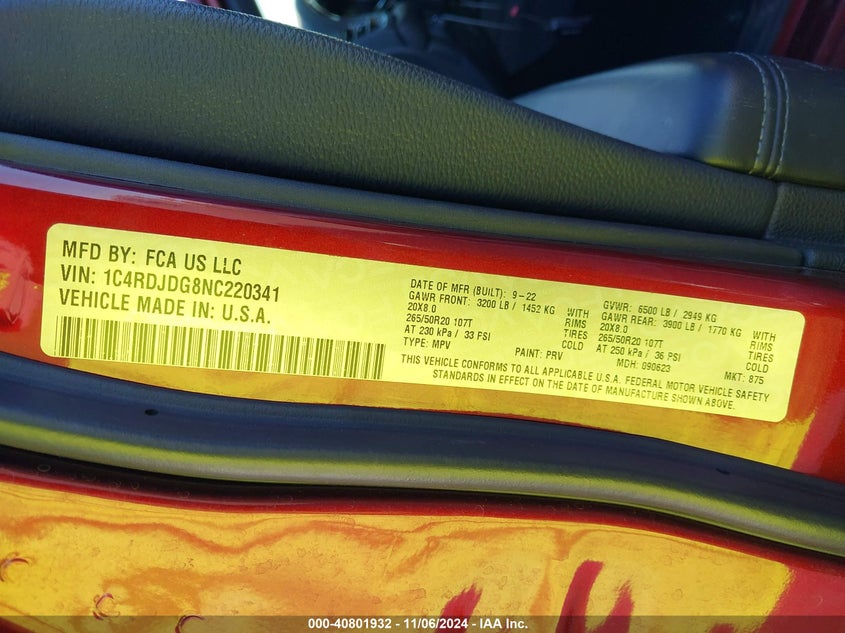 MFD BY: FCA US LLC
VIN: 1C4RDJDG8NC220341
VEHICLE MADE IN: U.S.A.
DATE OF MFR (BUILT): 9-22
GAWR FRONT: 3200 LB / 1452 KG WITH
20X8.0 RIMS
265/50R20 107T TIRES
AT 230 kPa / 33 PSI COLD
TYPE: MPV PAINT: PRV
GVWR: 6500 LB / 2949 KG
GAWR REAR: 3900 LB / 1770 KG WITH
20X8.0 RIMS
265/50R20 107T TIRES
AT 250 kPa / 36 PSI COLD
MDH: 090623 MKT: 875
THIS VEHICLE CONFORMS TO ALL APPLICABLE U.S.A. FEDERAL MOTOR VEHICLE SAFETY
STANDARDS IN EFFECT ON THE DATE OF MANUFACTURE SHOWN ABOVE.
000-40801932 - 11/06/2024 - IAA Inc.